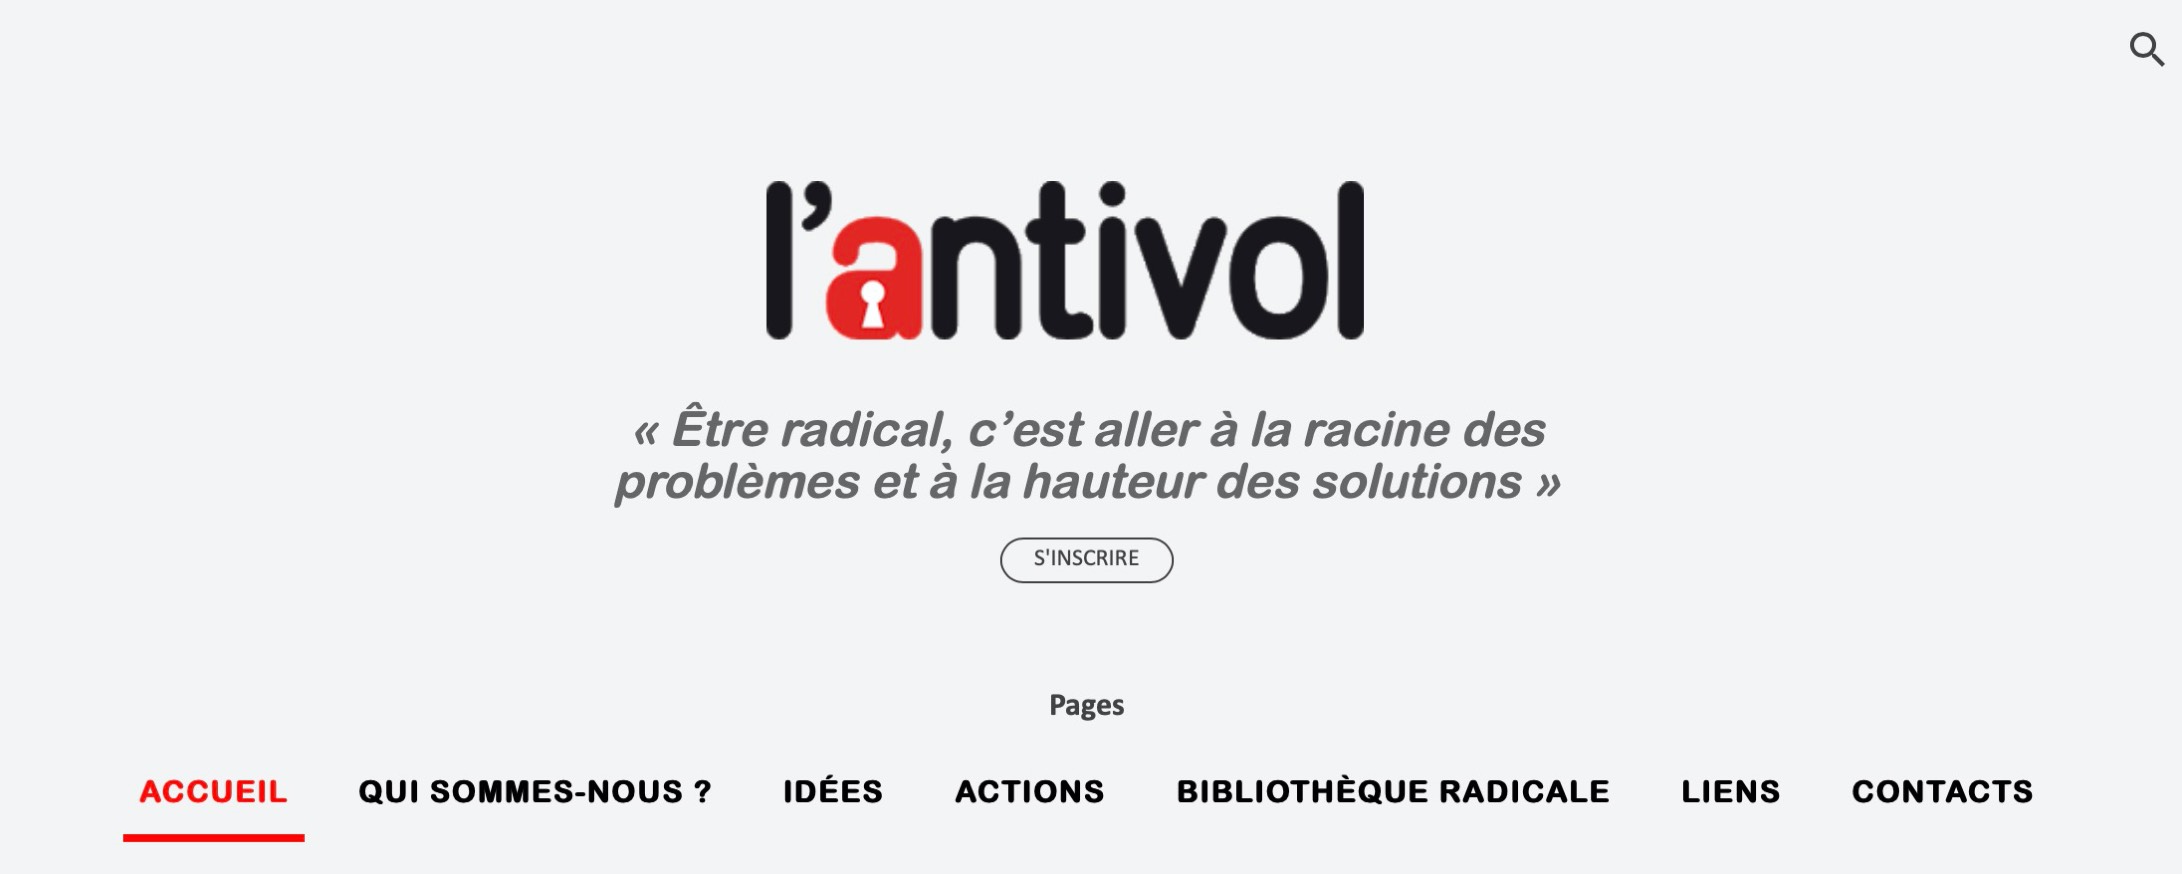 l'antivol
« Être radical, c’est aller à la racine des
problèmes et à la hauteur des solutions »
S'INSCRIRE
Pages
ACCUEIL QUI SOMMES-NOUS ? IDÉES ACTIONS BIBLIOTHÈQUE RADICALE LIENS CONTACTS